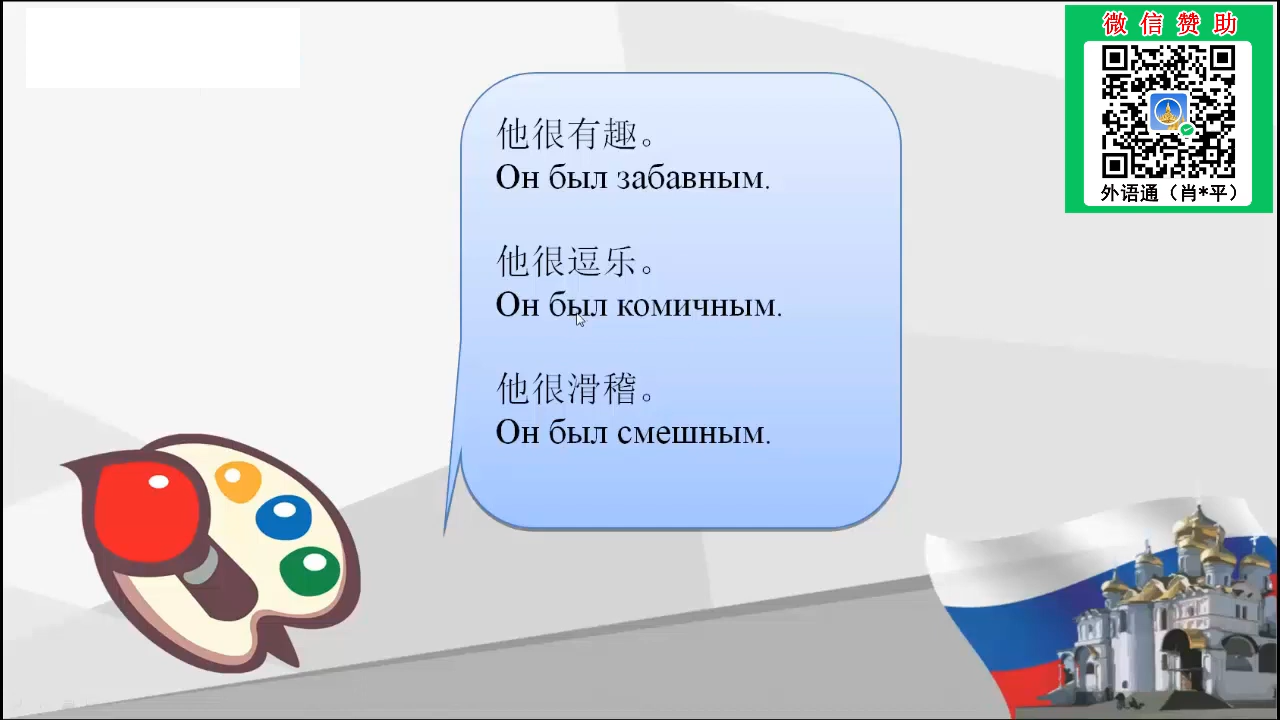 微信赞助
外语通（肖*平）
他很有趣。
Он был забавным.
他很逗乐。
Он был комичным.
他很滑稽。
Он был смешным.